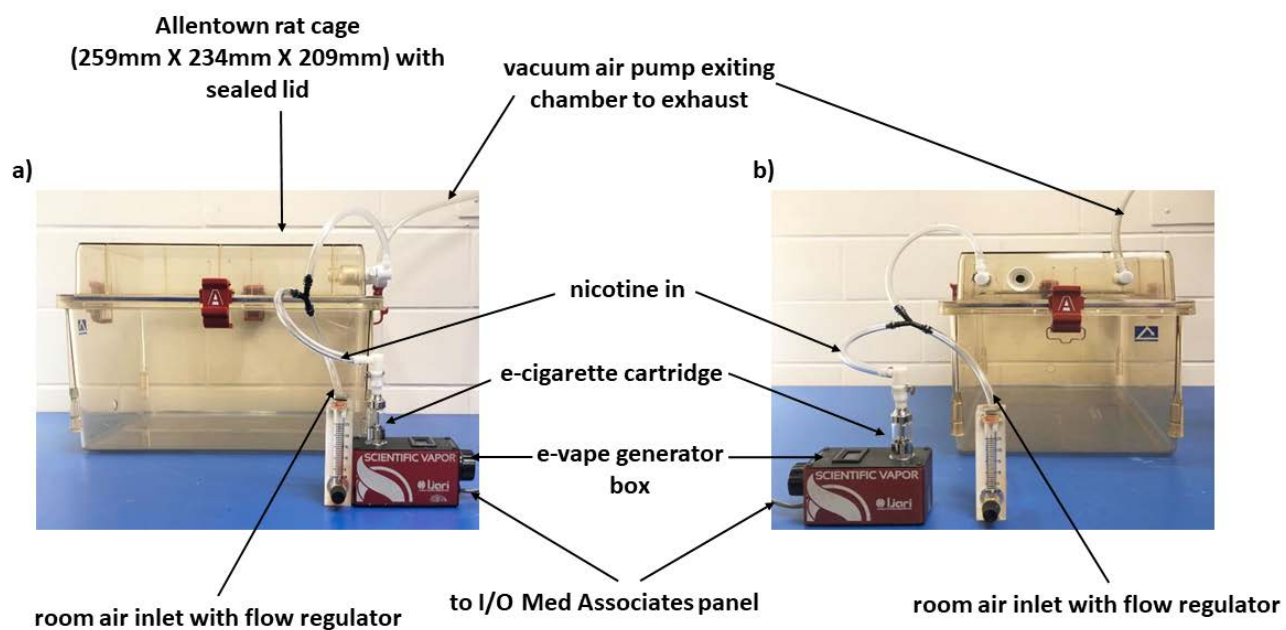 Allentown rat cage
(259mm X 234mm X 209mm) with
sealed lid
vacuum air pump exiting
chamber to exhaust
a)
b)
nicotine in
e-cigarette cartridge
e-vape generator
box
SCIENTIFIC VAPOR
Ijari
SCIENTIFIC VAPOR
Ijari
A
A
room air inlet with flow regulator
to I/O Med Associates panel
room air inlet with flow regulator